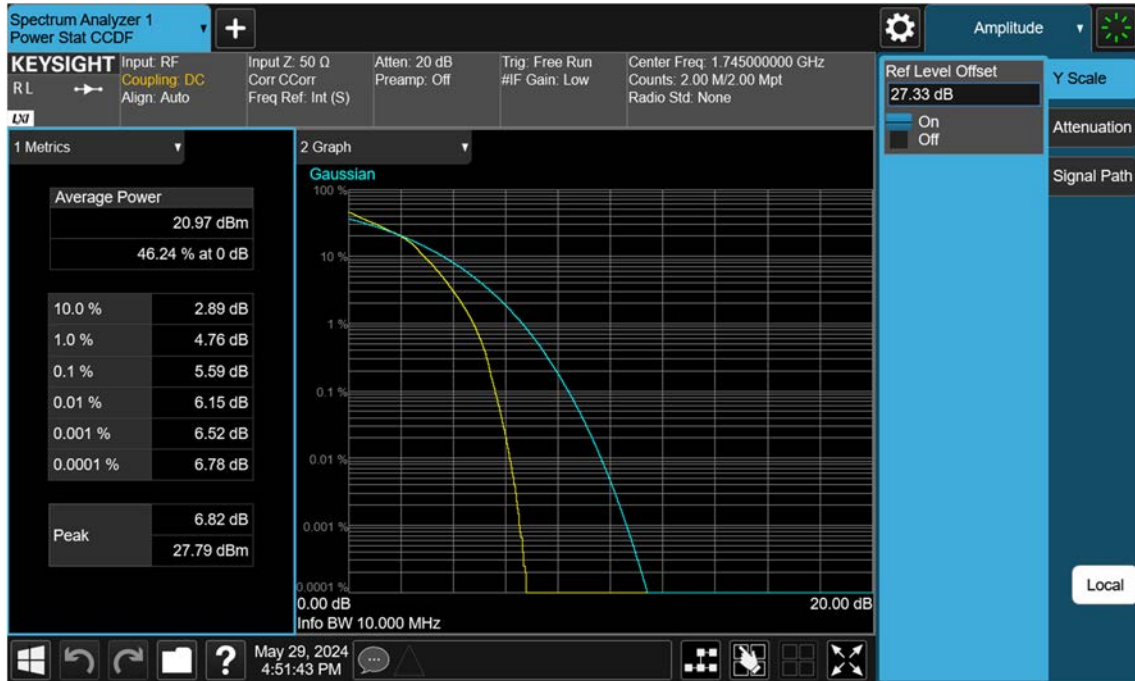 Spectrum Analyzer 1
Power Stat CCDF
Amplitude
KEYSIGHT
R L
LXI
Input: RF
Coupling: DC
Align: Auto
Input Z: 50 Ω
Corr CCorr
Freq Ref: Int (S)
Atten: 20 dB
Preamp: Off
Trig: Free Run
#IF Gain: Low
Center Freq: 1.745000000 GHz
Counts: 2.00 M/2.00 Mpt
Radio Std: None
Ref Level Offset
27.33 dB
On
Off
Y Scale
Attenuation
Signal Path
1 Metrics
Average Power
20.97 dBm
46.24 % at 0 dB
10.0 % 2.89 dB
1.0 % 4.76 dB
0.1 % 5.59 dB
0.01 % 6.15 dB
0.001 % 6.52 dB
0.0001 % 6.78 dB
Peak
6.82 dB
27.79 dBm
2 Graph
Gaussian
100 %
10 %
1 %
0.1 %
0.01 %
0.001 %
0.0001 %
0.00 dB 20.00 dB
Info BW 10.000 MHz
Local
?
May 29, 2024
4:51:43 PM